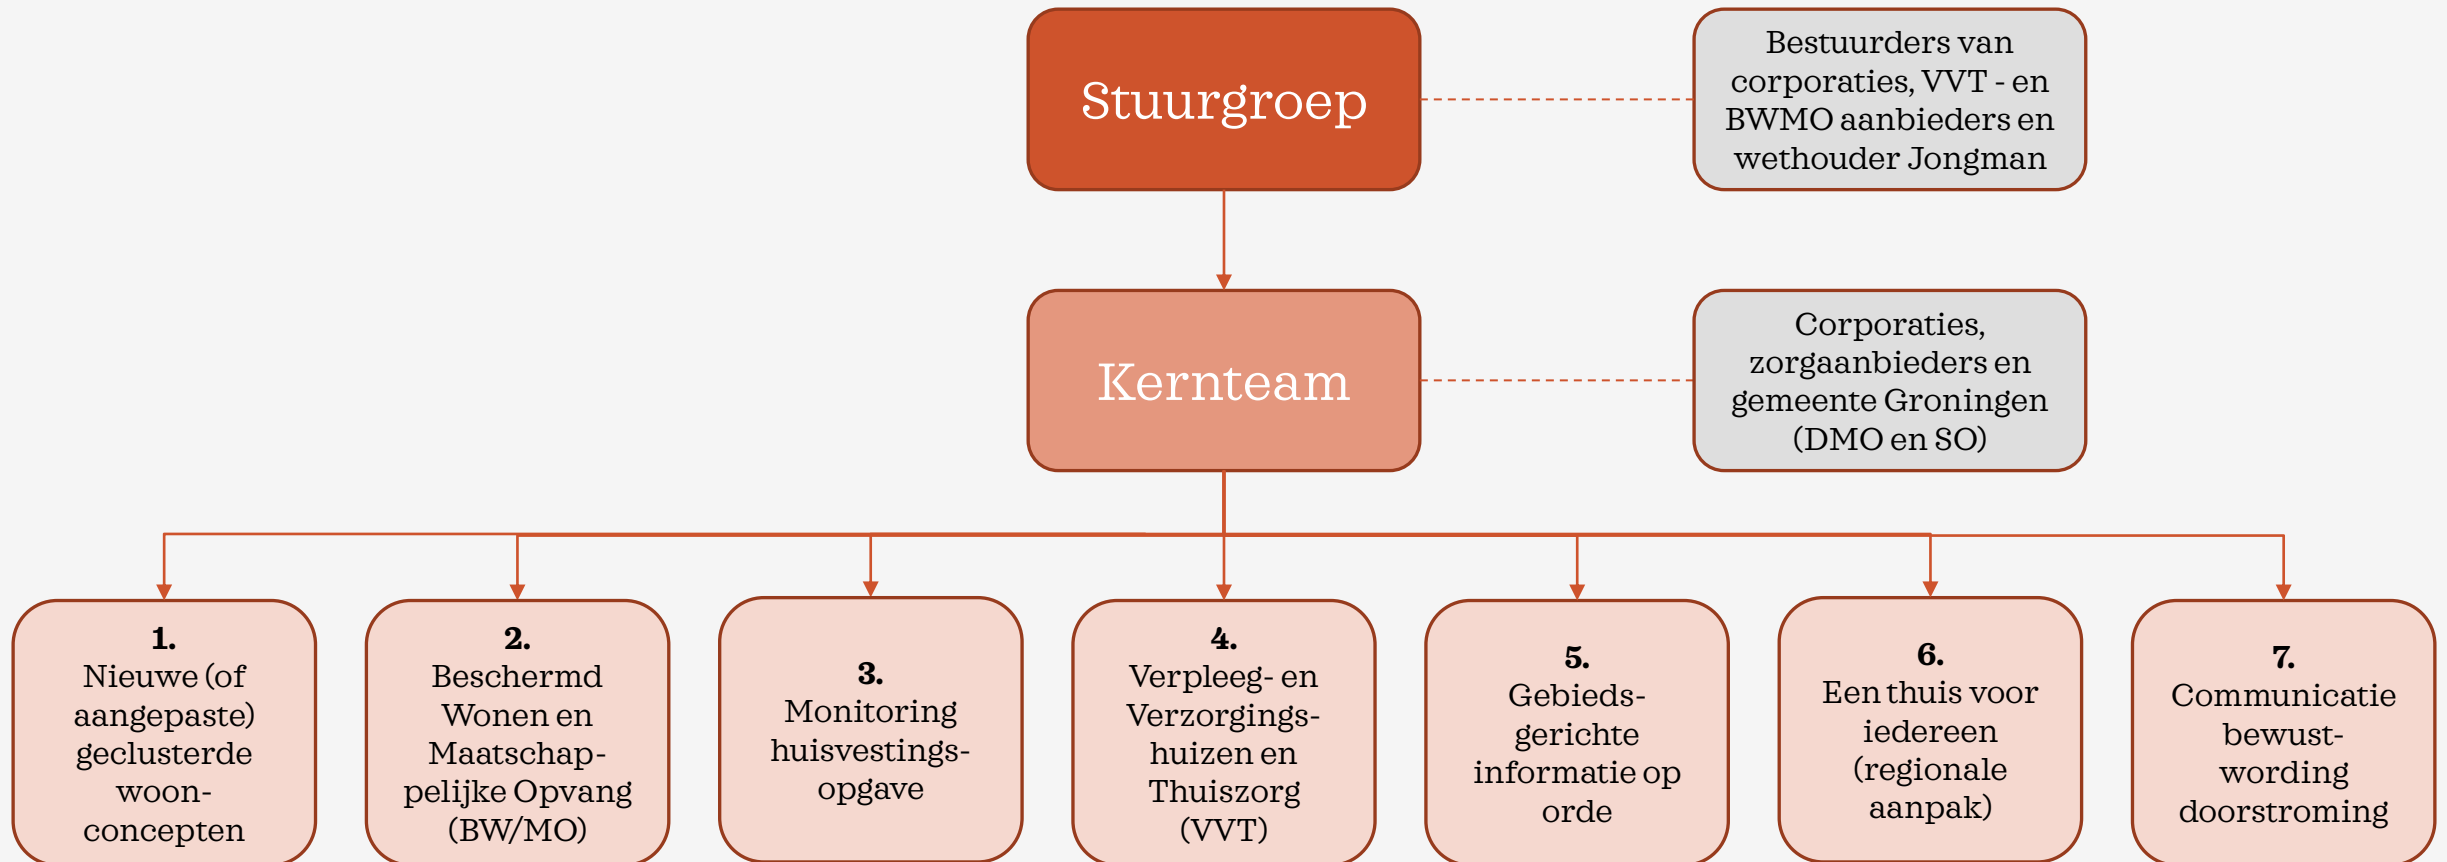 Stuurgroep
Bestuurders van
corporaties, VVT - en
BWMO aanbieders en
wethouder Jongman
Kernteam
Corporaties,
zorgaanbieders en
gemeente Groningen
(DMO en SO)
1.
Nieuwe (of
aangepaste)
geclusterde
woon-
concepten
2.
Beschermd
Wonen en
Maatschap-
pelijke Opvang
(BW/MO)
3.
Monitoring
huisvestings-
opgave
4.
Verpleeg- en
Verzorgings-
huizen en
Thuiszorg
(VVT)
5.
Gebieds-
gerichte
informatie op
orde
6.
Een thuis voor
iedereen
(regionale
aanpak)
7.
Communicatie
bewust-
wording
doorstroming